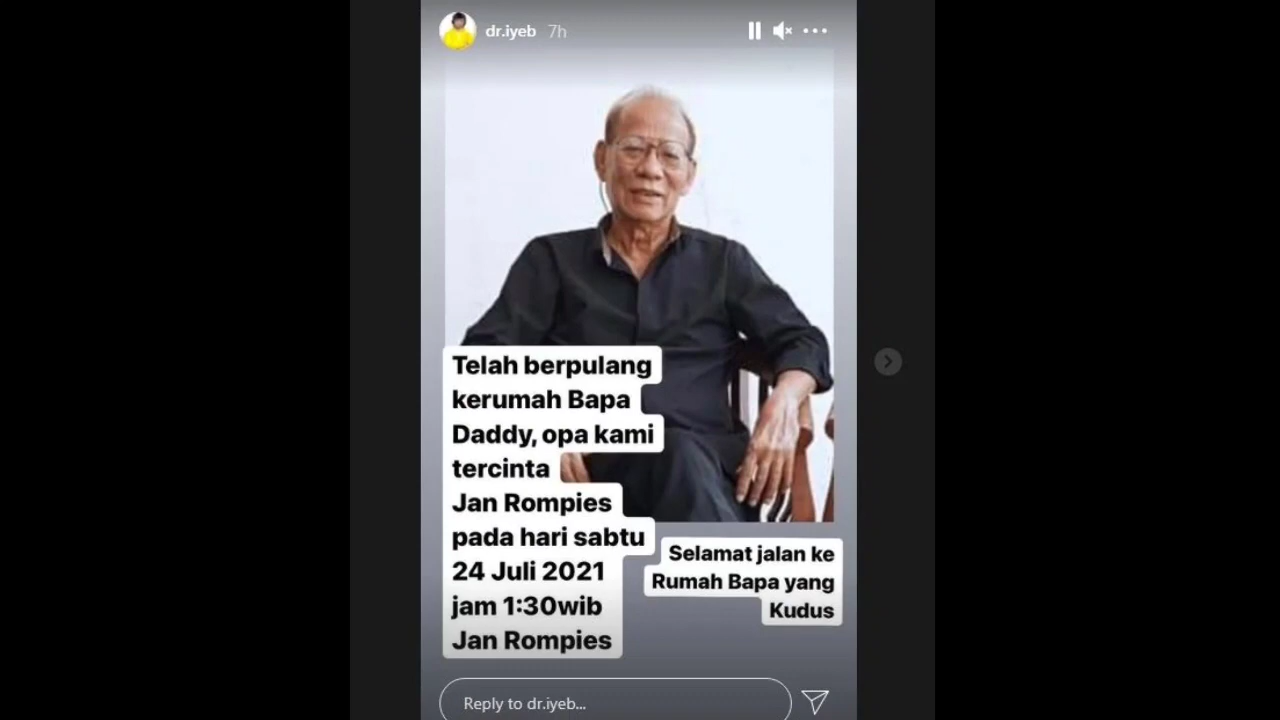 dr.iyeb 7h
Telah berpulang
kerumah Bapa
Daddy, opa kami
tercinta
Jan Rompies
pada hari sabtu
24 Juli 2021
jam 1:30wib
Jan Rompies
Selamat jalan ke
Rumah Bapa yang
Kudus
Reply to dr.iyeb...